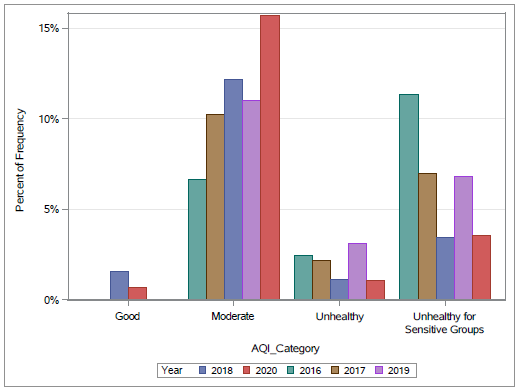 15%
10%
5%
0%
Percent of Frequency
Good
Moderate
Unhealthy
Unhealthy for
Sensitive Groups
AQI_Category
Year 2018 2020 2016 2017 2019